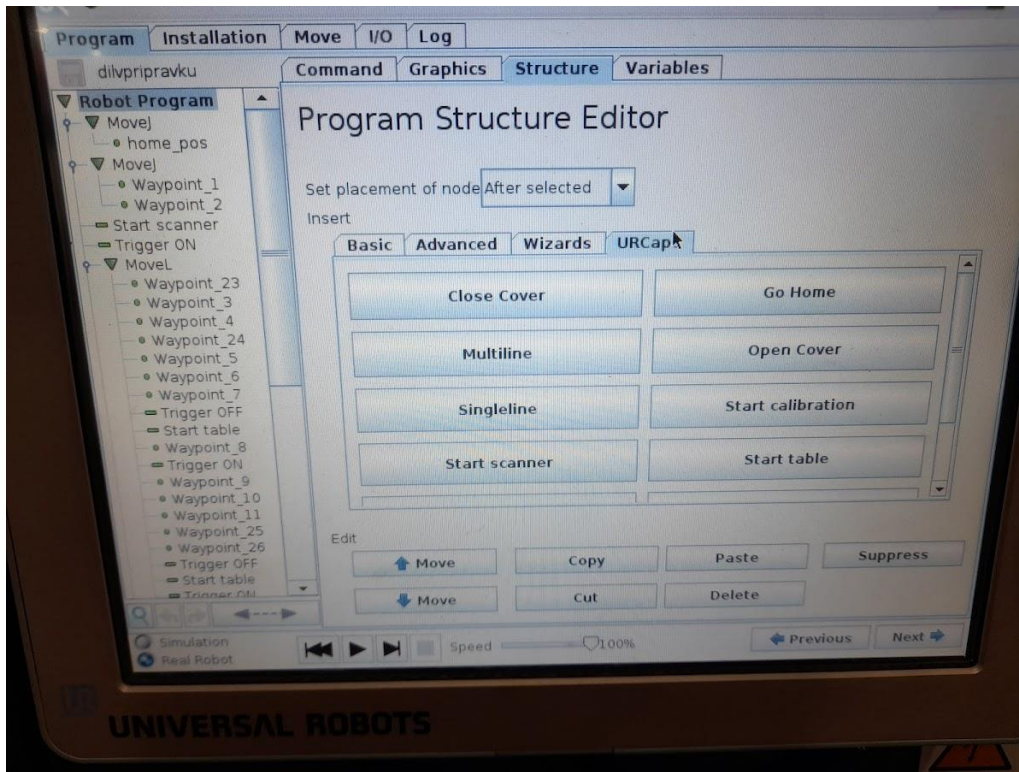 Program Installation Move I/O Log
dilvpripravku
Command Graphics Structure Variables
Robot Program
MoveJ
home_pos
MoveJ
Waypoint_1
Waypoint_2
Start scanner
Trigger ON
MoveL
Waypoint_23
Waypoint_3
Waypoint_4
Waypoint_24
Waypoint_5
Waypoint_6
Waypoint_7
Trigger OFF
Start table
Waypoint_8
Trigger ON
Waypoint_9
Waypoint_10
Waypoint_11
Waypoint_25
Waypoint_26
Trigger OFF
Start table
Trigger ON
Program Structure Editor
Set placement of node After selected
Insert
Basic Advanced Wizards URCaps
Close Cover Go Home
Multiline Open Cover
Singleline Start calibration
Start scanner Start table
Edit
Move Copy Paste Suppress
Move Cut Delete
Simulation
Real Robot
Speed 100%
Previous Next
UNIVERSAL ROBOTS